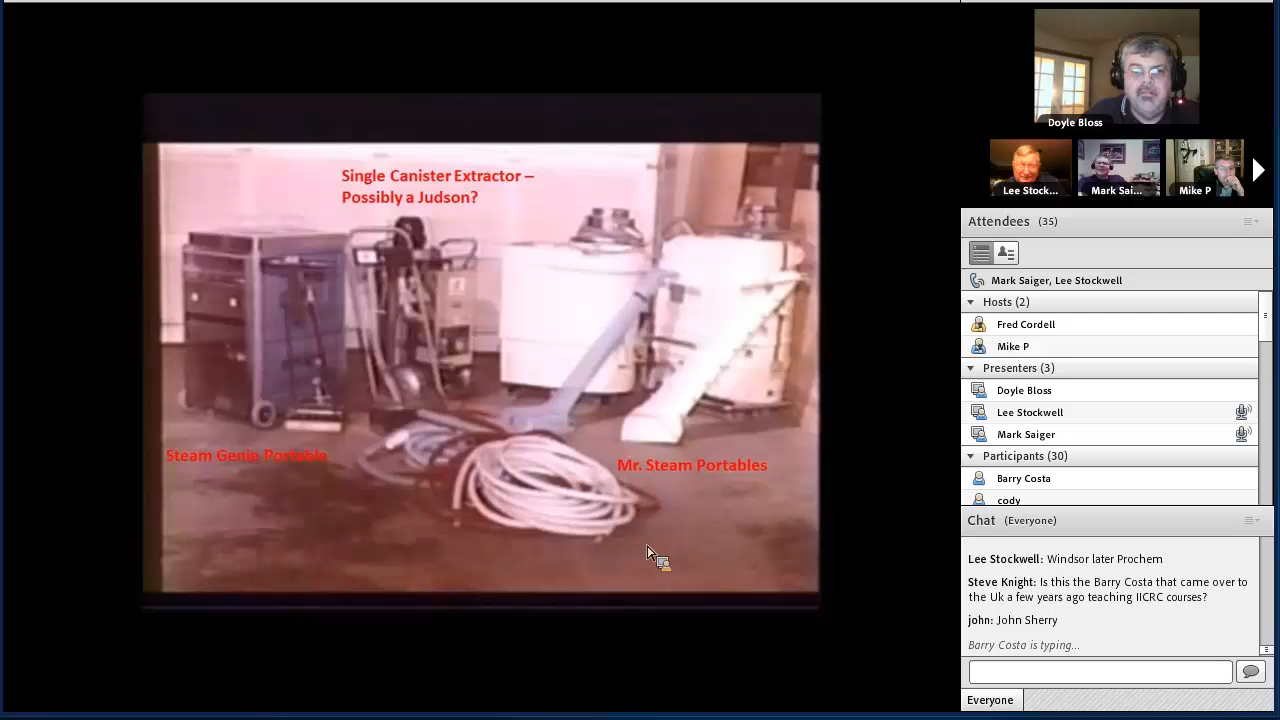 Single Canister Extractor –
Possibly a Judson?
Steam Genie Portable
Mr. Steam Portables
Doyle Bloss
Lee Stock...
Mark Sai...
Mike P
Attendees (35)
Mark Saiger, Lee Stockwell
Hosts (2)
Fred Cordell
Mike P
Presenters (3)
Doyle Bloss
Lee Stockwell
Mark Saiger
Participants (30)
Barry Costa
cody
Chat (Everyone)
Lee Stockwell: Windsor later Prochem
Steve Knight: Is this the Barry Costa that came over to
the Uk a few years ago teaching IICRC courses?
john: John Sherry
Barry Costa is typing...
Everyone